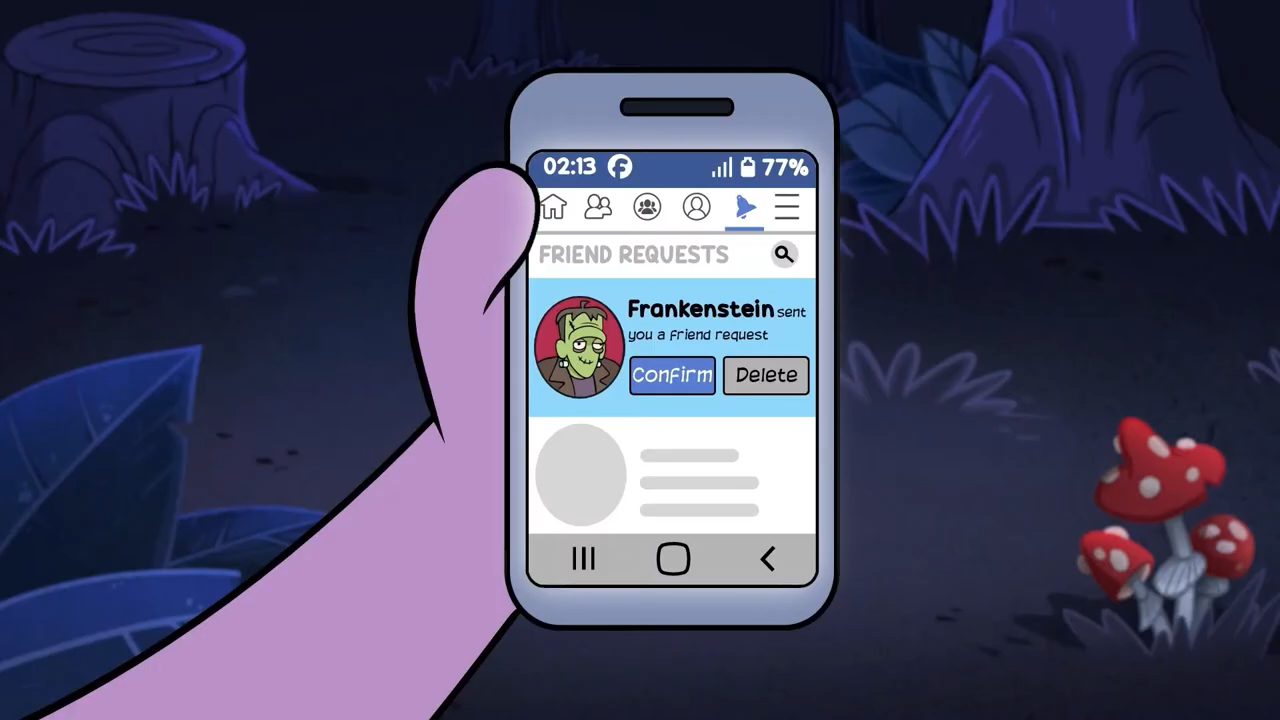 02:13 77%
FRIEND REQUESTS
Frankenstein sent
you a friend request
Confirm Delete